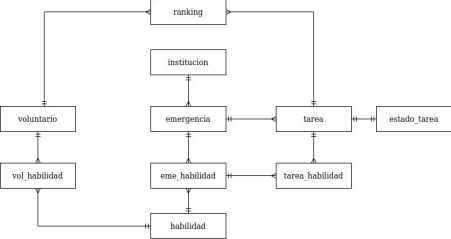 ranking
institucion
voluntario
emergencia
tarea
estado_tarea
vol_habilidad
eme_habilidad
tarea_habilidad
habilidad